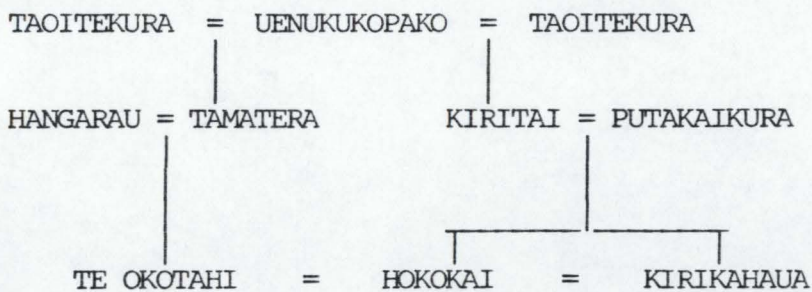 TAOITEKURA = UENUKUKOPAKO = TAOITEKURA
HANGARAU = TAMATERA KIRITAI = PUTAKAIKURA
TE OKOTAHI = HOKOKAI = KIRIKAHAUA